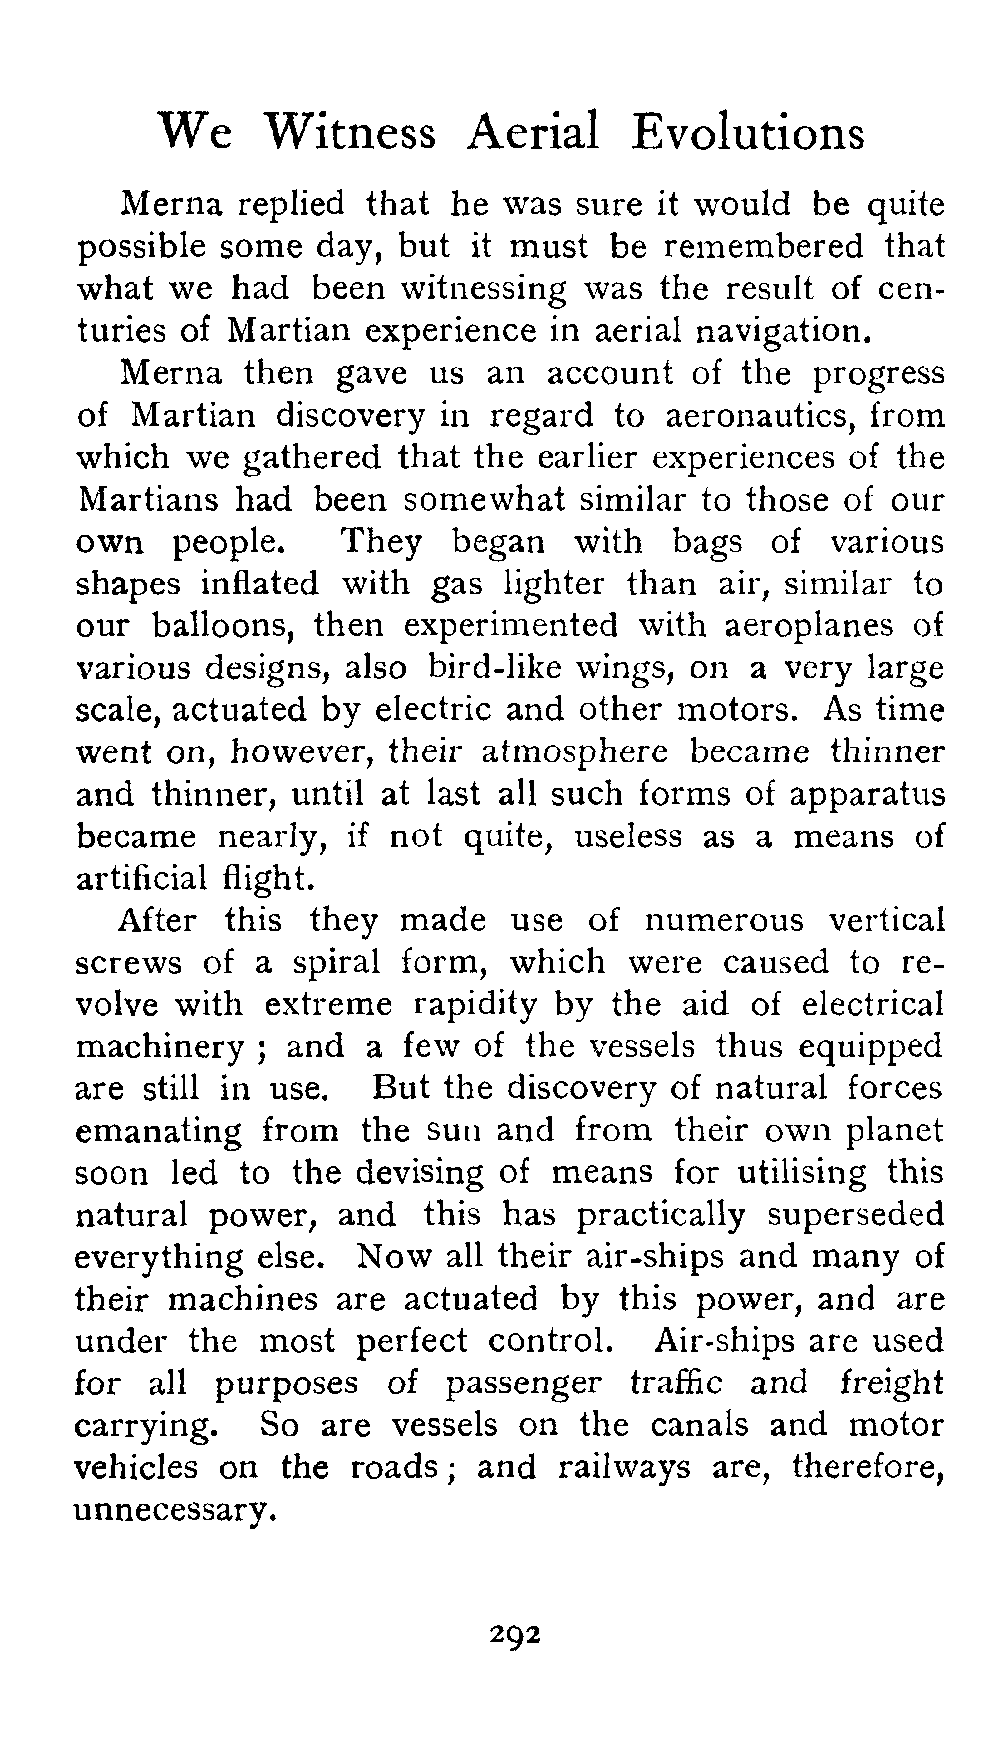 We Witness Aerial Evolutions
Merna replied that he was sure it would be quite
possible some day, but it must be remembered that
what we had been witnessing was the result of cen-
turies of Martian experience in aerial navigation.
Merna then gave us an account of the progress
of Martian discovery in regard to aeronautics, from
which we gathered that the earlier experiences of the
Martians had been somewhat similar to those of our
own people. They began with bags of various
shapes inflated with gas lighter than air, similar to
our balloons, then experimented with aeroplanes of
various designs, also bird-like wings, on a very large
scale, actuated by electric and other motors. As time
went on, however, their atmosphere became thinner
and thinner, until at last all such forms of apparatus
became nearly, if not quite, useless as a means of
artificial flight.
After this they made use of numerous vertical
screws of a spiral form, which were caused to re-
volve with extreme rapidity by the aid of electrical
machinery ; and a few of the vessels thus equipped
are still in use. But the discovery of natural forces
emanating from the sun and from their own planet
soon led to the devising of means for utilising this
natural power, and this has practically superseded
everything else. Now all their air-ships and many of
their machines are actuated by this power, and are
under the most perfect control. Air-ships are used
for all purposes of passenger traffic and freight
carrying. So are vessels on the canals and motor
vehicles on the roads ; and railways are, therefore,
unnecessary.
292